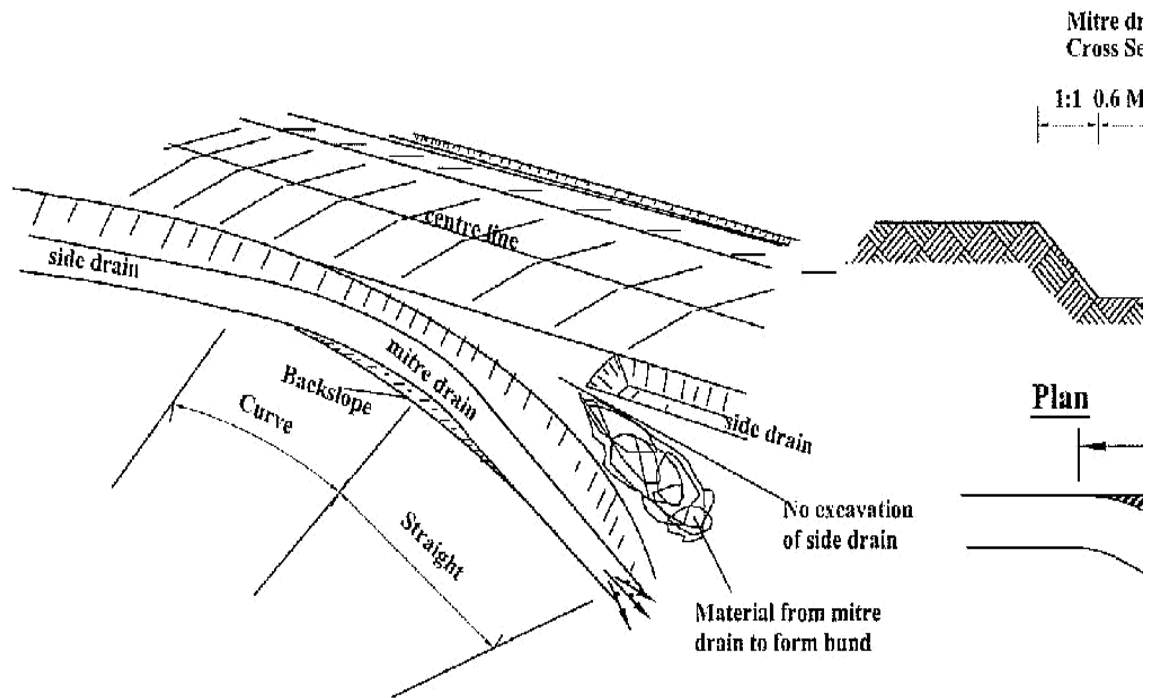 Mitre dr
Cross Se
1:1 0.6 M
centre line
side drain
mitre drain
Backslope
Curve
side drain
Plan
No excavation
of side drain
Straight
Material from mitre
drain to form bund